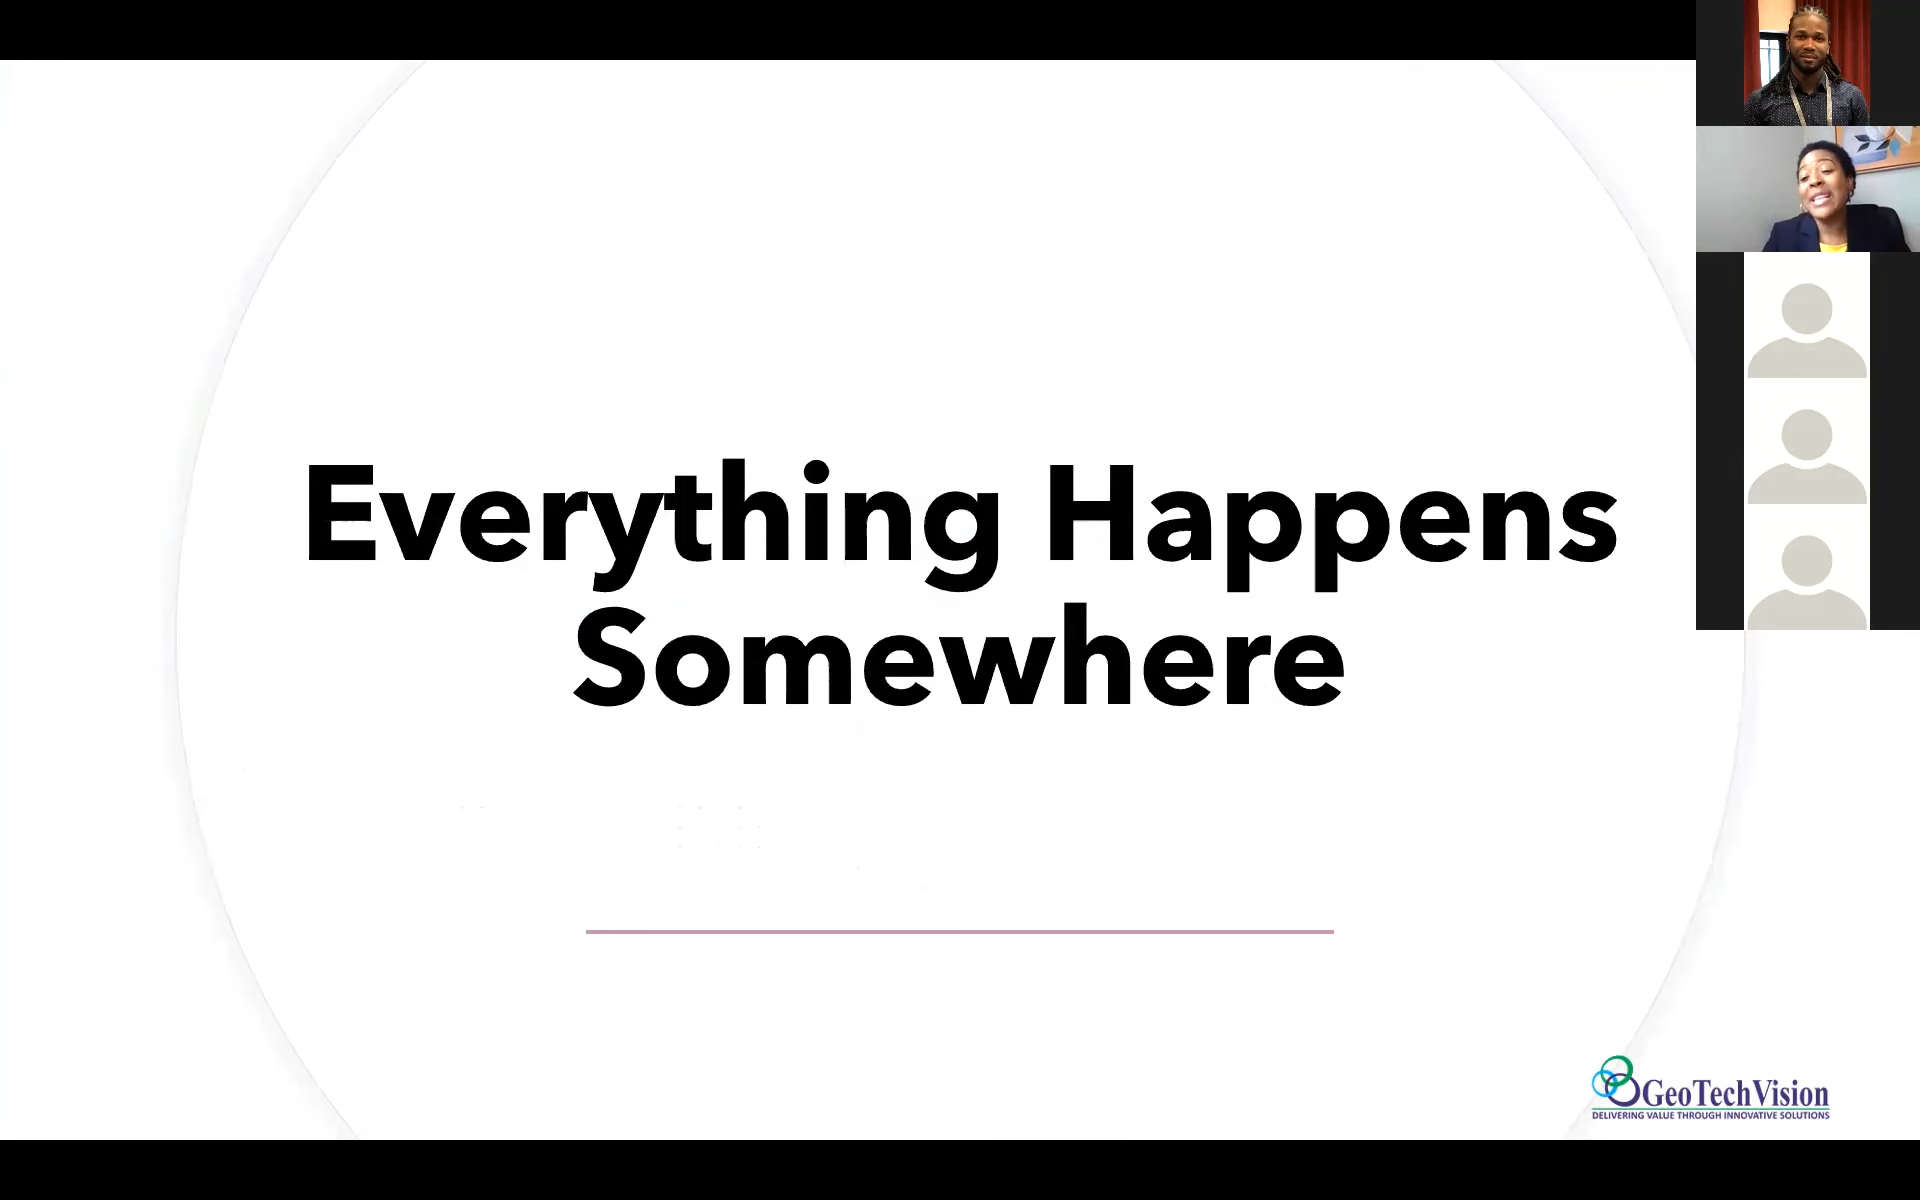 Everything Happens
Somewhere
GeoTechVision
DELIVERING VALUE THROUGH INNOVATIVE SOLUTIONS